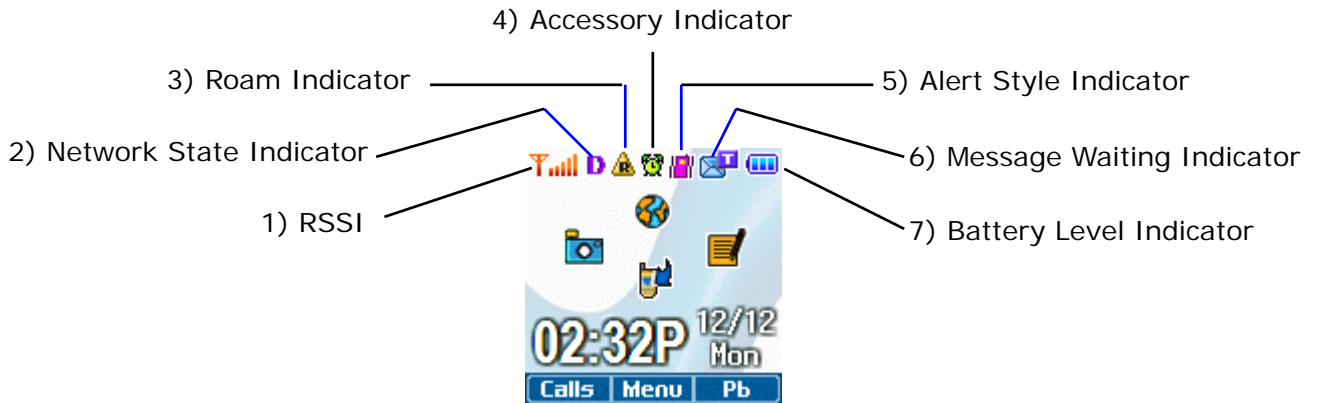 4) Accessory Indicator
3) Roam Indicator
5) Alert Style Indicator
2) Network State Indicator
6) Message Waiting Indicator
D R T
1) RSSI
7) Battery Level Indicator
02:32P 12/12
Mon
Calls Menu Pb